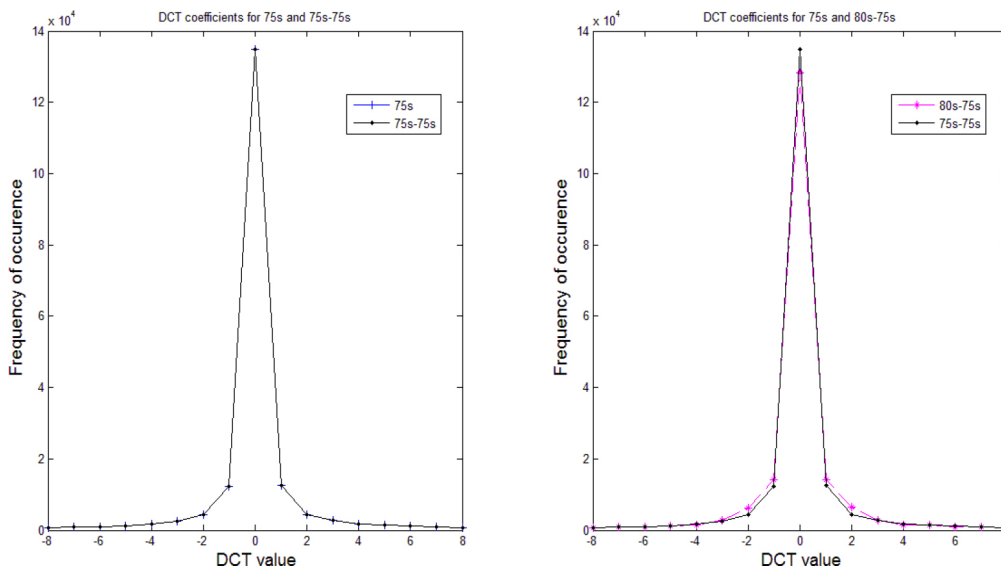 DCT coefficients for 75s and 75s-75s
x 10^4
14
12
10
8
6
4
2
0
-8 -6 -4 -2 0 2 4 6 8
Frequency of occurence
DCT value
75s
75s-75s
DCT coefficients for 75s and 80s-75s
x 10^4
14
12
10
8
6
4
2
0
-8 -6 -4 -2 0 2 4 6 8
Frequency of occurence
DCT value
80s-75s
75s-75s